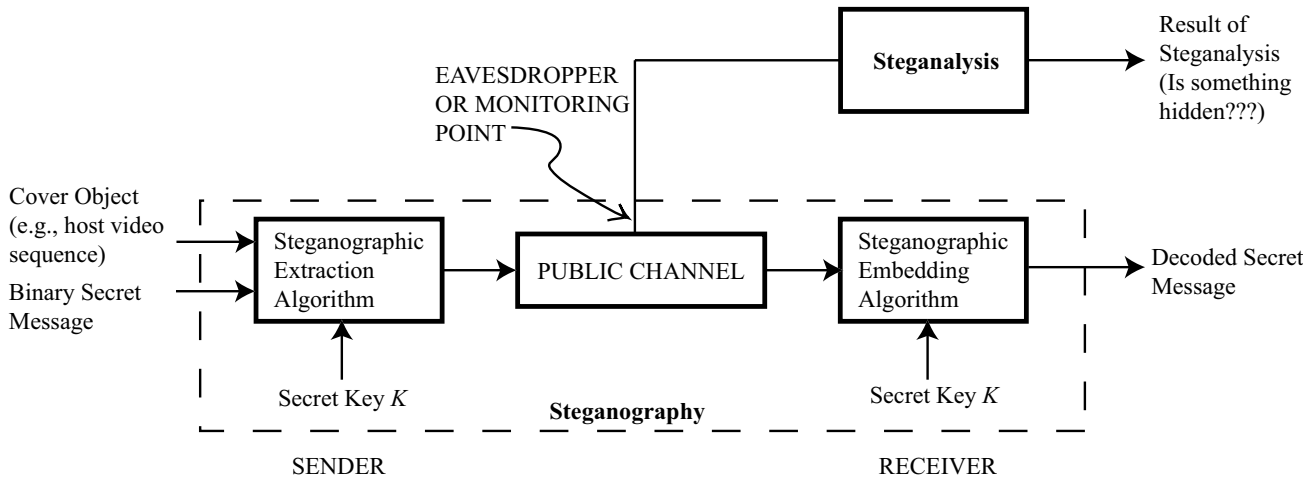 Steganalysis
Result of
Steganalysis
(Is something
hidden???)
EAVESDROPPER
OR MONITORING
POINT
Cover Object
(e.g., host video
sequence)
Binary Secret
Message
Steganographic
Extraction
Algorithm
PUBLIC CHANNEL
Steganographic
Embedding
Algorithm
Decoded Secret
Message
Secret Key K
Secret Key K
Steganography
SENDER
RECEIVER